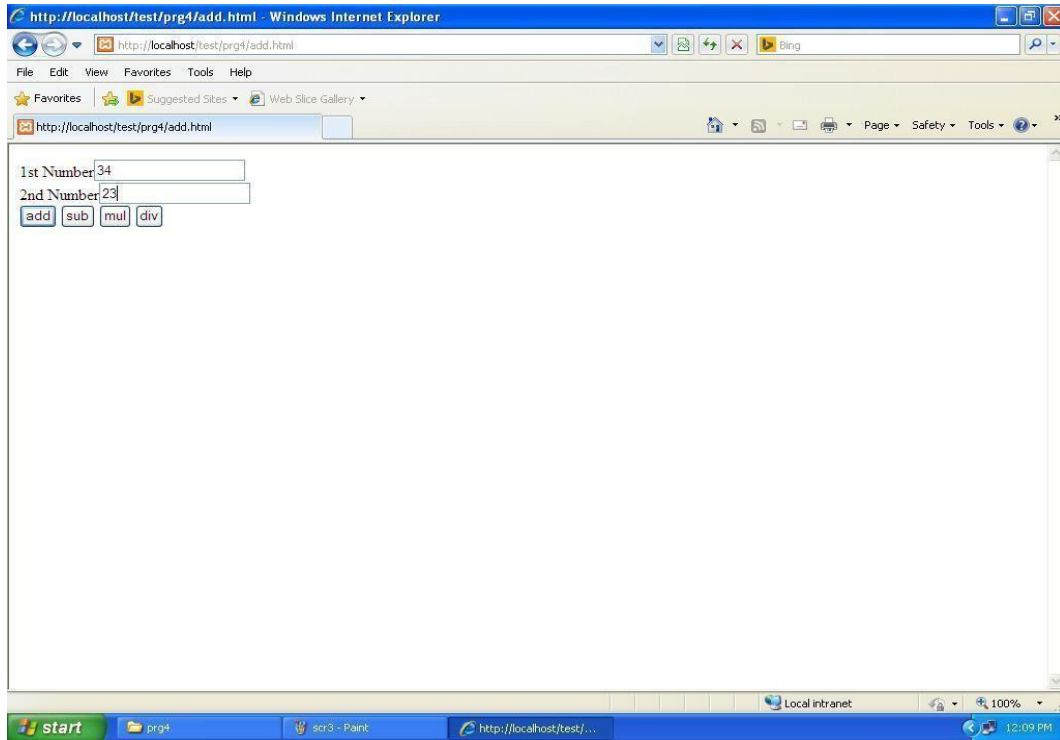 http://localhost/test/prg4/add.html - Windows Internet Explorer
http://localhost/test/prg4/add.html
Bing
File Edit View Favorites Tools Help
Favorites Suggested Sites Web Slice Gallery
http://localhost/test/prg4/add.html
Page Safety Tools
1st Number 34
2nd Number 23
add sub mul div
Local intranet 100%
start prg4 scr3 - Paint http://localhost/test/... 12:09 PM